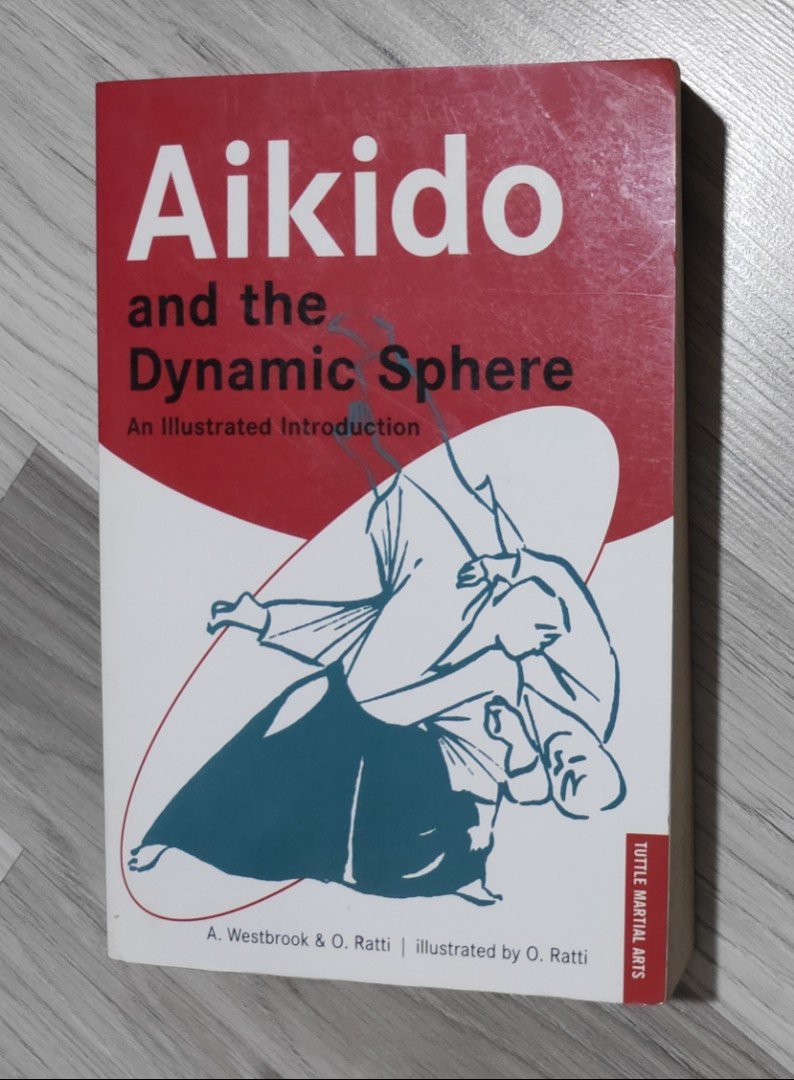 Aikido
and the
Dynamic Sphere
An Illustrated Introduction
A. Westbrook & O. Ratti | illustrated by O. Ratti
TUTTLE MARTIAL ARTS